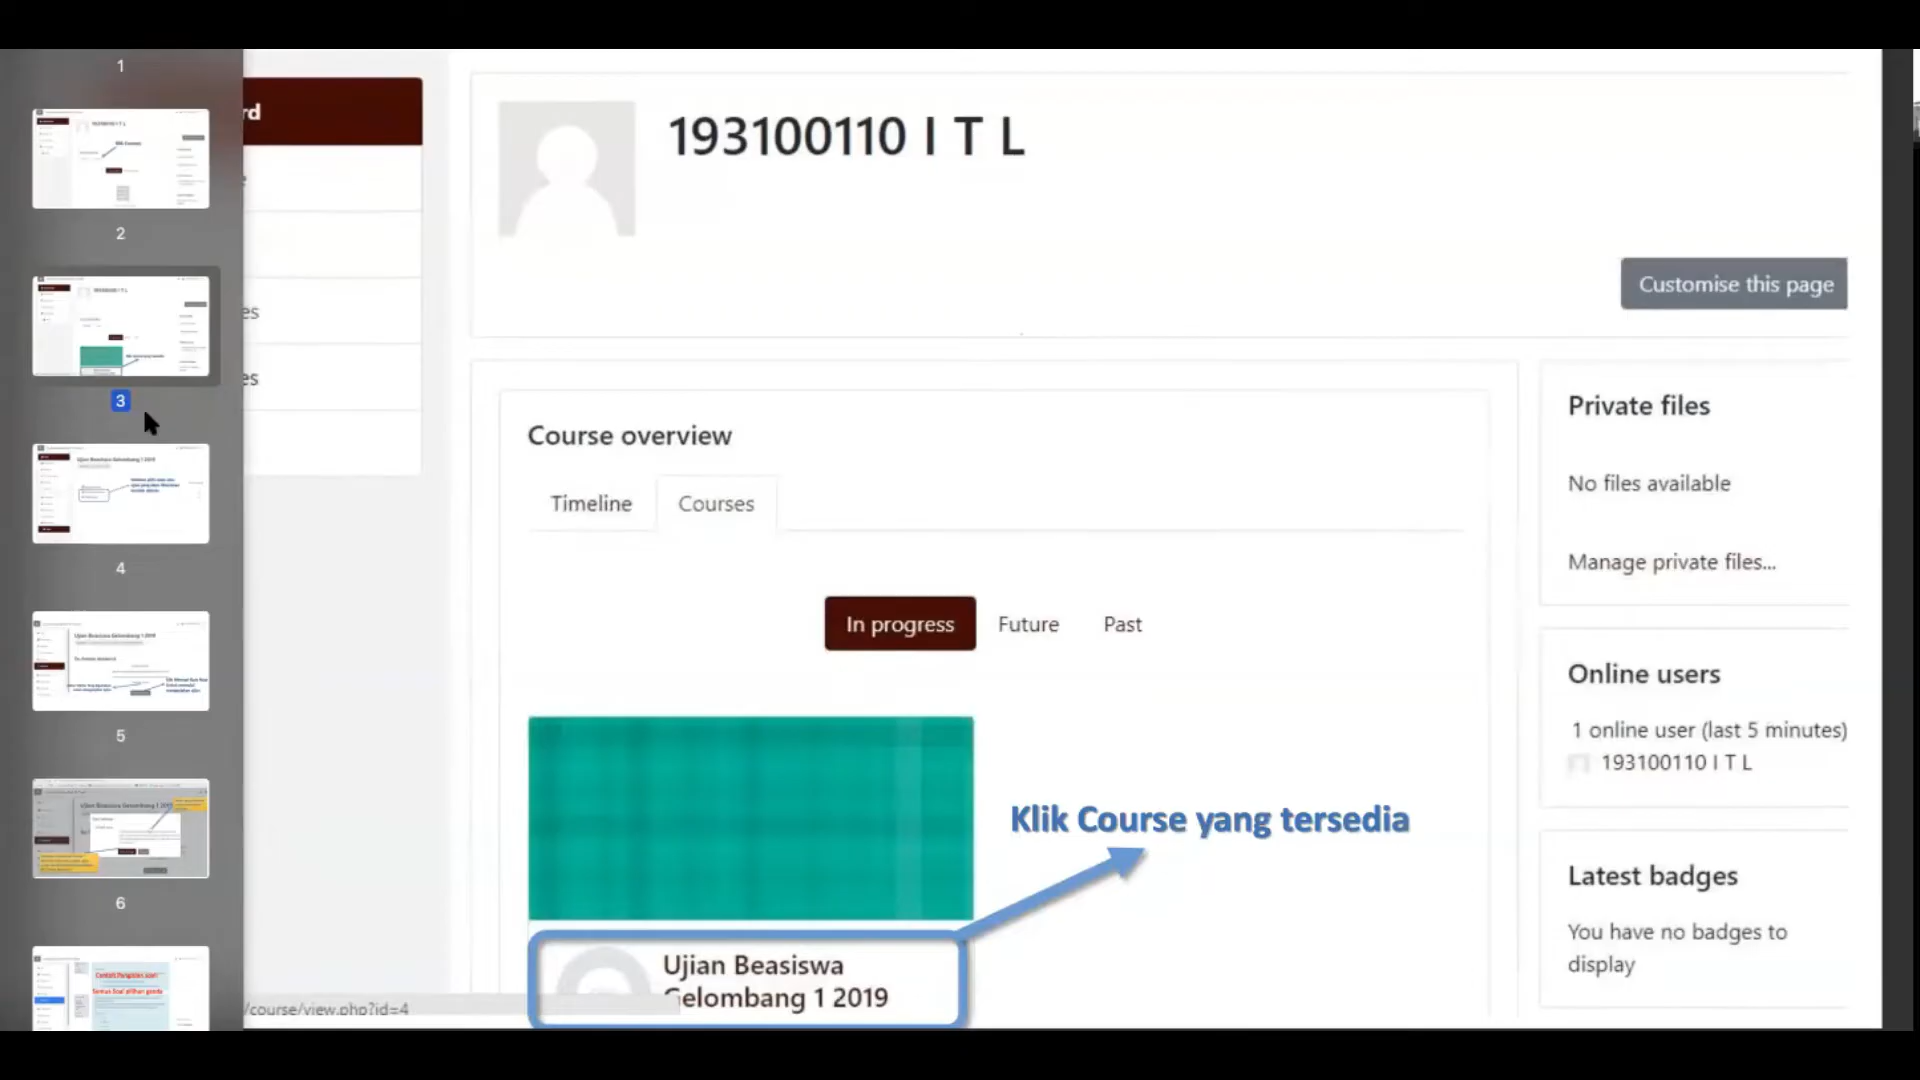 1
2
3
4
5
6
rd
es
es
193100110 I T L
Customise this page
Course overview
Timeline
Courses
In progress
Future
Past
Klik Course yang tersedia
Ujian Beasiswa
Gelombang 1 2019
/course/view.php?id=4
Private files
No files available
Manage private files...
Online users
1 online user (last 5 minutes)
193100110 I T L
Latest badges
You have no badges to
display